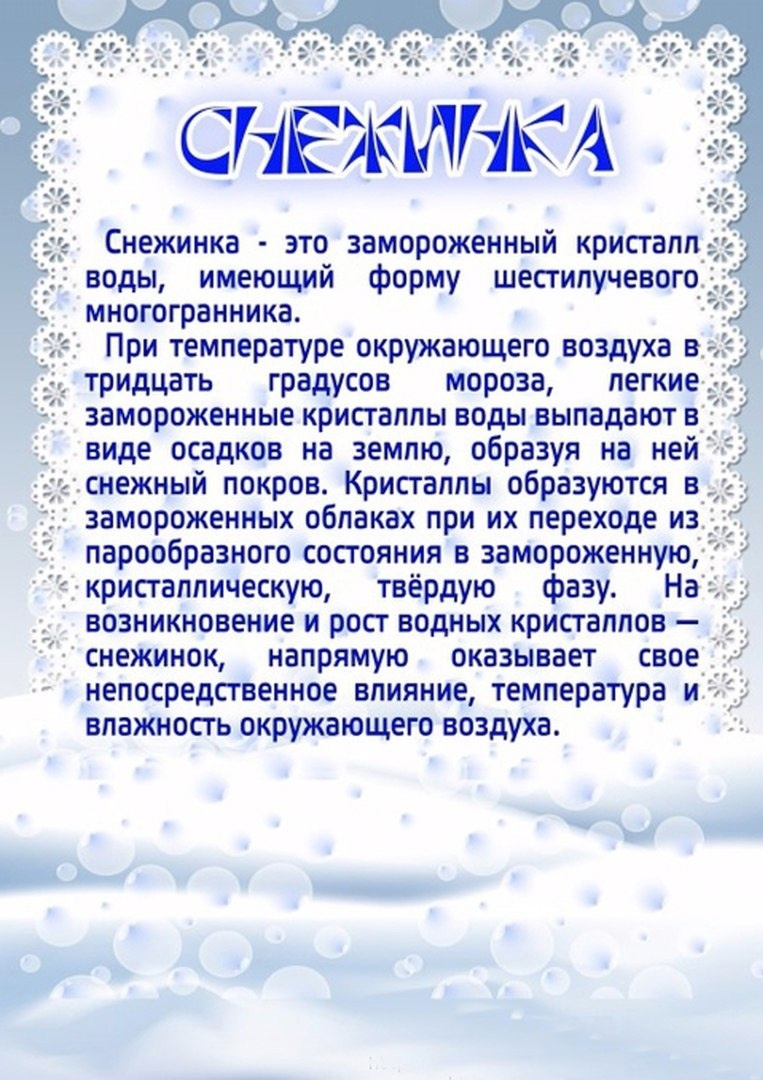 СНЕЖИНКА
Снежинка - это замороженный кристалл
воды, имеющий форму шестилучевого
многогранника.
При температуре окружающего воздуха в
тридцать градусов мороза, легкие
замороженные кристаллы воды выпадают в
виде осадков на землю, образуя на ней
снежный покров. Кристаллы образуются в
замороженных облаках при их переходе из
парообразного состояния в замороженную,
кристаллическую, твёрдую фазу. На
возникновение и рост водных кристаллов —
снежинок, напрямую оказывает свое
непосредственное влияние, температура и
влажность окружающего воздуха.